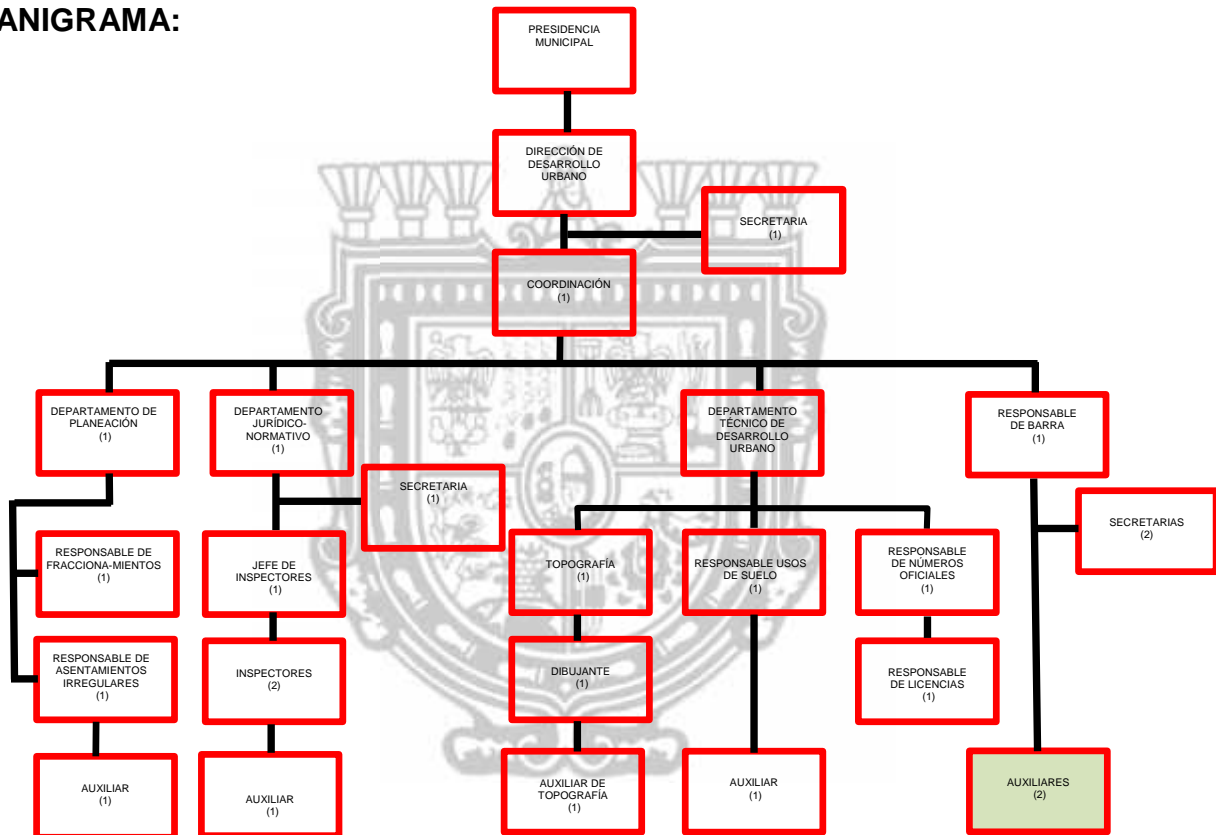 ANIGRAMA:
PRESIDENCIA
MUNICIPAL
DIRECCIÓN DE
DESARROLLO
URBANO
SECRETARIA
(1)
COORDINACIÓN
(1)
DEPARTAMENTO DE
PLANEACIÓN
(1)
DEPARTAMENTO
JURÍDICO-
NORMATIVO
(1)
DEPARTAMENTO
TÉCNICO DE
DESARROLLO
URBANO
RESPONSABLE
DE BARRA
(1)
SECRETARIA
(1)
SECRETARIAS
(2)
RESPONSABLE DE
FRACCIONA-MIENTOS
(1)
JEFE DE
INSPECTORES
(1)
TOPOGRAFÍA
(1)
RESPONSABLE USOS
DE SUELO
(1)
RESPONSABLE
DE NÚMEROS
OFICIALES
(1)
RESPONSABLE DE
ASENTAMIENTOS
IRREGULARES
(1)
INSPECTORES
(2)
DIBUJANTE
(1)
RESPONSABLE
DE LICENCIAS
(1)
AUXILIAR
(1)
AUXILIAR
(1)
AUXILIAR DE
TOPOGRAFÍA
(1)
AUXILIAR
(1)
AUXILIARES
(2)